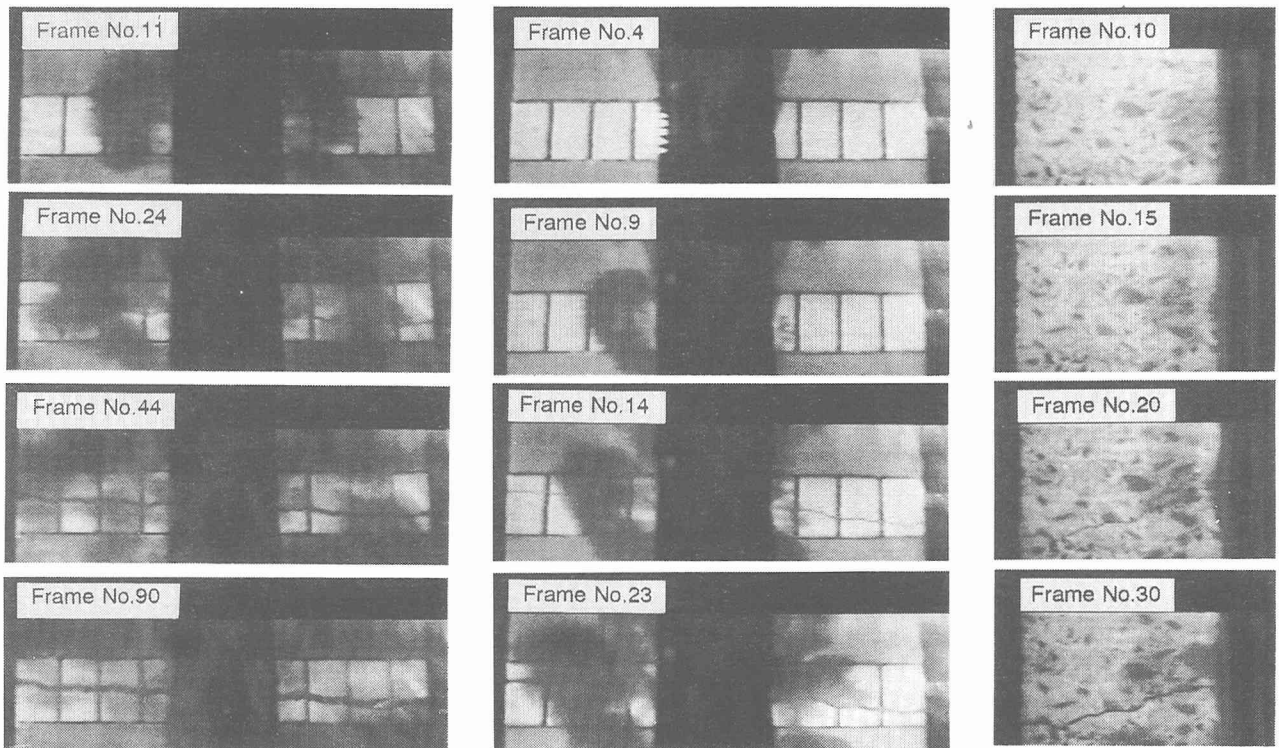 Frame No.11
Frame No.24
Frame No.44
Frame No.90
Frame No.4
Frame No.9
Frame No.14
Frame No.23
Frame No.10
Frame No.15
Frame No.20
Frame No.30